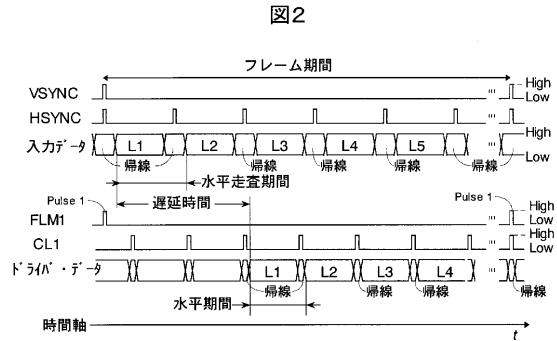 図2
フレーム期間
VSYNC
High
Low
HSYNC
入力データ
L1 L2 L3 L4 L5
High
Low
帰線 帰線 帰線 帰線 帰線
水平走査期間
遅延時間
Pulse 1
Pulse 1
FLM1
High
Low
CL1
High
Low
ドライバ・データ
L1 L2 L3 L4
帰線 帰線 帰線 帰線
水平期間
時間軸
t